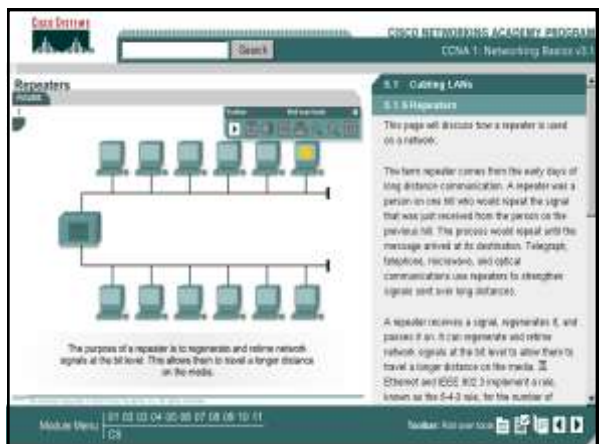 CISCO SYSTEMS
Search
CISCO NETWORKING ACADEMY PROGRAM
CCNA 1: Networking Basics v3.1
Repeaters
FIGURE
1
Toolbar
5.1 Cabling LANs
5.1.6 Repeaters
This page will discuss how a repeater is used
on a network.
The term repeater comes from the early days of
long distance communication. A repeater was a
person on one hill who would repeat the signal
that was just received from the person on the
previous hill. The process would repeat until the
message arrived at its destination. Telegraph,
telephone, microwave, and optical
communications use repeaters to strengthen
signals sent over long distances.
A repeater receives a signal, regenerates it, and
passes it on. It can regenerate and retime
network signals at the bit level to allow them to
travel a longer distance on the media.
Ethernet and IEEE 802.3 implement a rule,
known as the 5-4-3 rule, for the number of
The purpose of a repeater is to regenerate and retime network
signals at the bit level. This allows them to travel a longer distance
on the media.
Module Menu
01 02 03 04 05 06 07 08 09 10 11
CS
Toolbar: Roll over tools